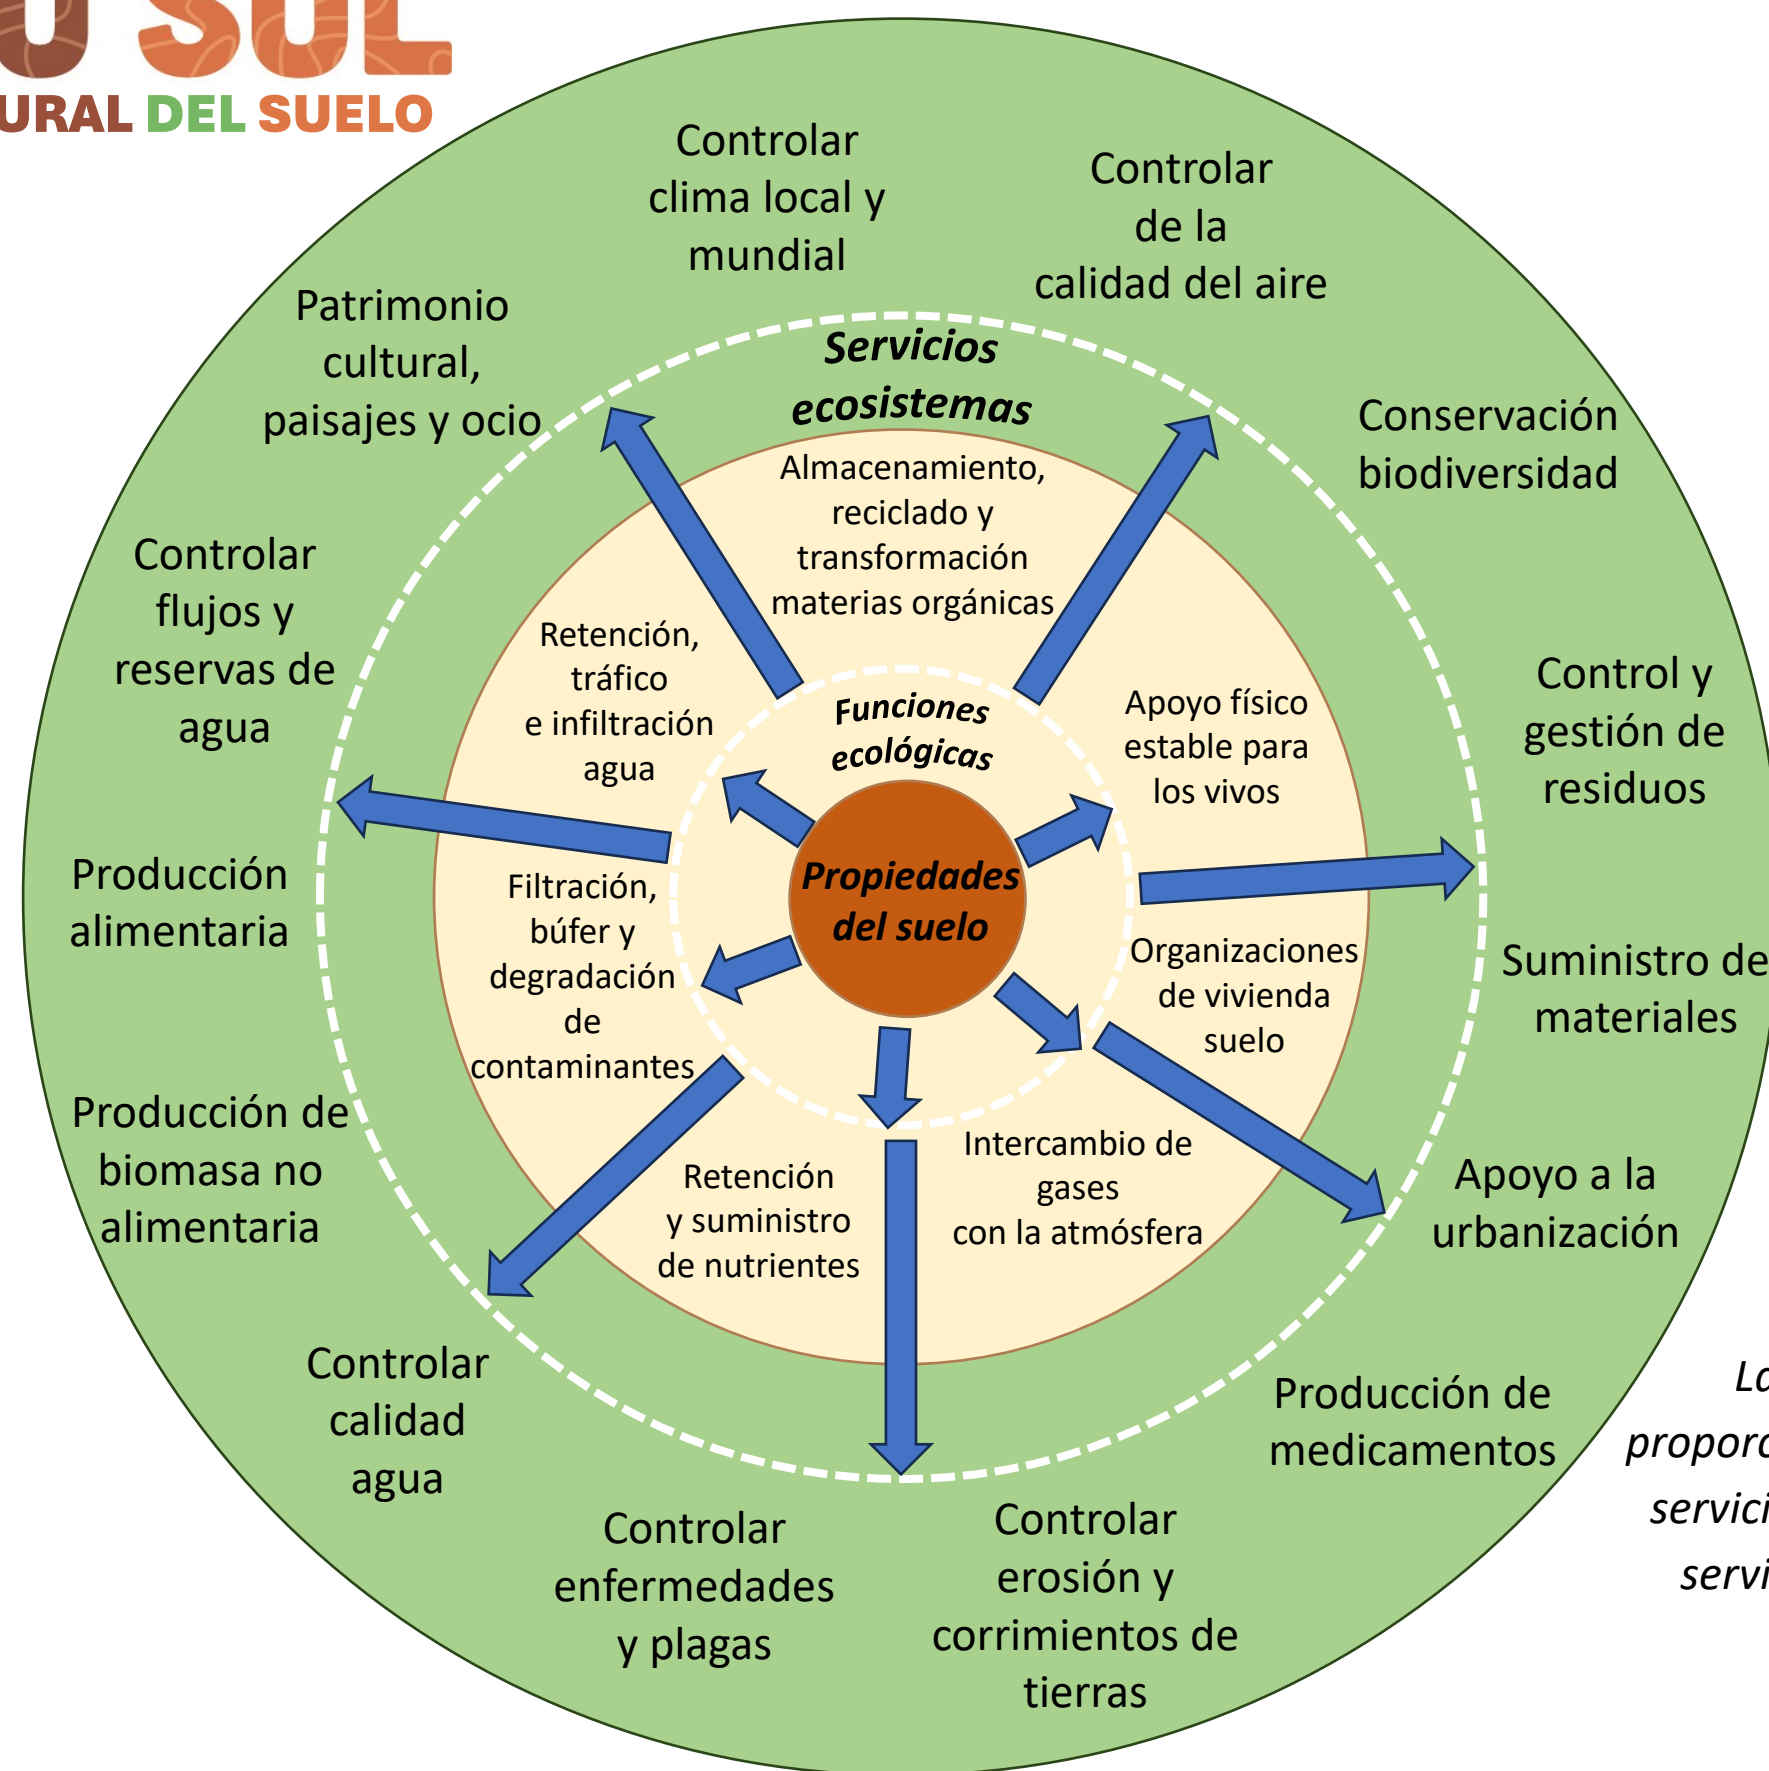 SUL
DEL SUELO
Controlar
clima local y
mundial
Controlar
de la
calidad del aire
Patrimonio
cultural,
paisajes y ocio
Servicios
ecosistemas
Conservación
biodiversidad
Almacenamiento,
reciclado y
transformación
materias orgánicas
Controlar
flujos y
reservas de
agua
Retención,
tráfico
e infiltración
agua
Funciones
ecológicas
Apoyo físico
estable para
los vivos
Control y
gestión de
residuos
Propiedades
del suelo
Producción
alimentaria
Filtración,
búfer y
degradación
de
contaminantes
Organizaciones
de vivienda
suelo
Suministro de
materiales
Producción de
biomasa no
alimentaria
Retención
y suministro
de nutrientes
Intercambio de
gases
con la atmósfera
Apoyo a la
urbanización
Controlar
calidad
agua
Producción de
medicamentos
Controlar
enfermedades
y plagas
Controlar
erosión y
corrimientos de
tierras